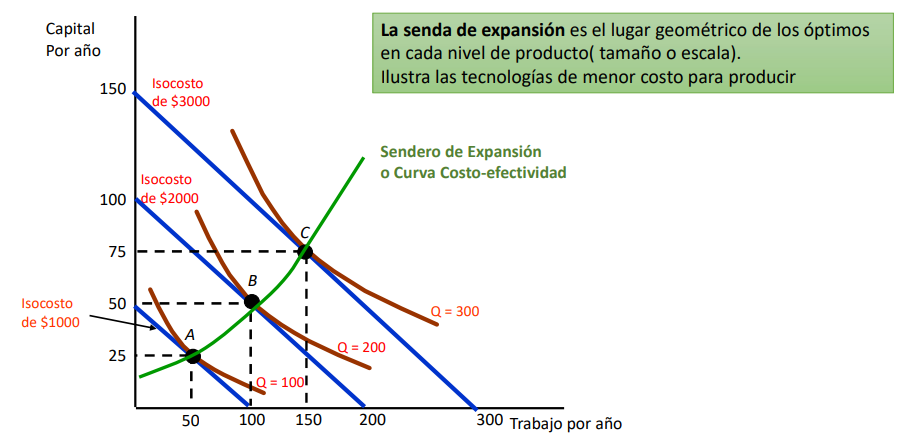 Capital
Por año
La senda de expansión es el lugar geométrico de los óptimos
en cada nivel de producto( tamaño o escala).
Ilustra las tecnologías de menor costo para producir
150
Isocosto
de $3000
Sendero de Expansión
o Curva Costo-efectividad
Isocosto
de $2000
100
C
75
B
50
Isocosto
de $1000
Q = 300
A
Q = 200
25
Q = 100
50
100
150
200
300
Trabajo por año